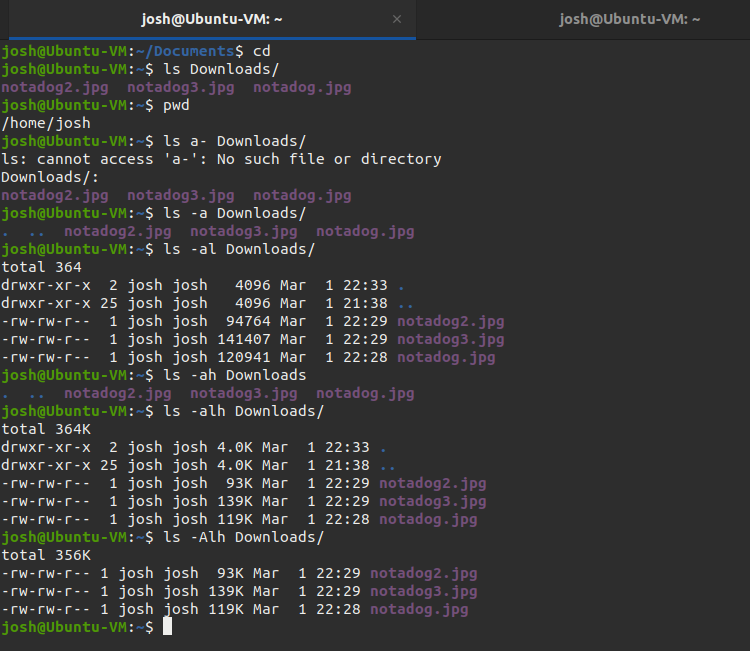 josh@Ubuntu-VM: ~ × josh@Ubuntu-VM: ~
josh@Ubuntu-VM:~/Documents$ cd
josh@Ubuntu-VM:~$ ls Downloads/
notadog2.jpg  notadog3.jpg  notadog.jpg
josh@Ubuntu-VM:~$ pwd
/home/josh
josh@Ubuntu-VM:~$ ls a- Downloads/
ls: cannot access 'a-': No such file or directory
Downloads/:
notadog2.jpg  notadog3.jpg  notadog.jpg
josh@Ubuntu-VM:~$ ls -a Downloads/
.  ..  notadog2.jpg  notadog3.jpg  notadog.jpg
josh@Ubuntu-VM:~$ ls -al Downloads/
total 364
drwxr-xr-x  2 josh josh   4096 Mar  1 22:33 .
drwxr-xr-x 25 josh josh   4096 Mar  1 21:38 ..
-rw-rw-r--  1 josh josh  94764 Mar  1 22:29 notadog2.jpg
-rw-rw-r--  1 josh josh 141407 Mar  1 22:29 notadog3.jpg
-rw-rw-r--  1 josh josh 120941 Mar  1 22:28 notadog.jpg
josh@Ubuntu-VM:~$ ls -ah Downloads
.  ..  notadog2.jpg  notadog3.jpg  notadog.jpg
josh@Ubuntu-VM:~$ ls -alh Downloads/
total 364K
drwxr-xr-x  2 josh josh 4.0K Mar  1 22:33 .
drwxr-xr-x 25 josh josh 4.0K Mar  1 21:38 ..
-rw-rw-r--  1 josh josh  93K Mar  1 22:29 notadog2.jpg
-rw-rw-r--  1 josh josh 139K Mar  1 22:29 notadog3.jpg
-rw-rw-r--  1 josh josh 119K Mar  1 22:28 notadog.jpg
josh@Ubuntu-VM:~$ ls -Alh Downloads/
total 356K
-rw-rw-r-- 1 josh josh  93K Mar  1 22:29 notadog2.jpg
-rw-rw-r-- 1 josh josh 139K Mar  1 22:29 notadog3.jpg
-rw-rw-r-- 1 josh josh 119K Mar  1 22:28 notadog.jpg
josh@Ubuntu-VM:~$